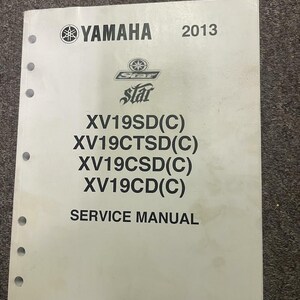 YAMAHA 2013
Star
Star
XV19SD(C)
XV19CTSD(C)
XV19CSD(C)
XV19CD(C)
SERVICE MANUAL